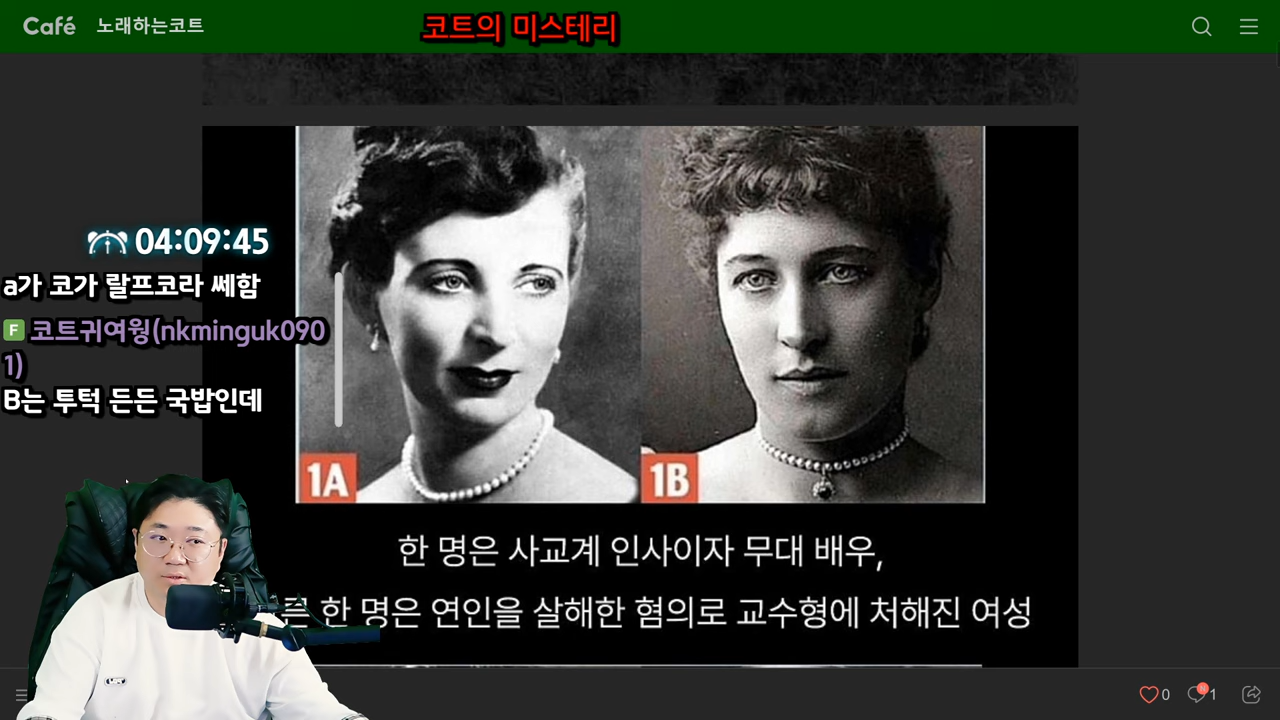 Café 노래하는코트
코트의 미스테리
04:09:45
a가 코가 랄프코라 쎄함
F 코트귀여웡(nkminguk090
1)
B는 투턱 든든 국밥인데
1A
1B
한 명은 사교계 인사이자 무대 배우,
른 한 명은 연인을 살해한 혐의로 교수형에 처해진 여성
0
1